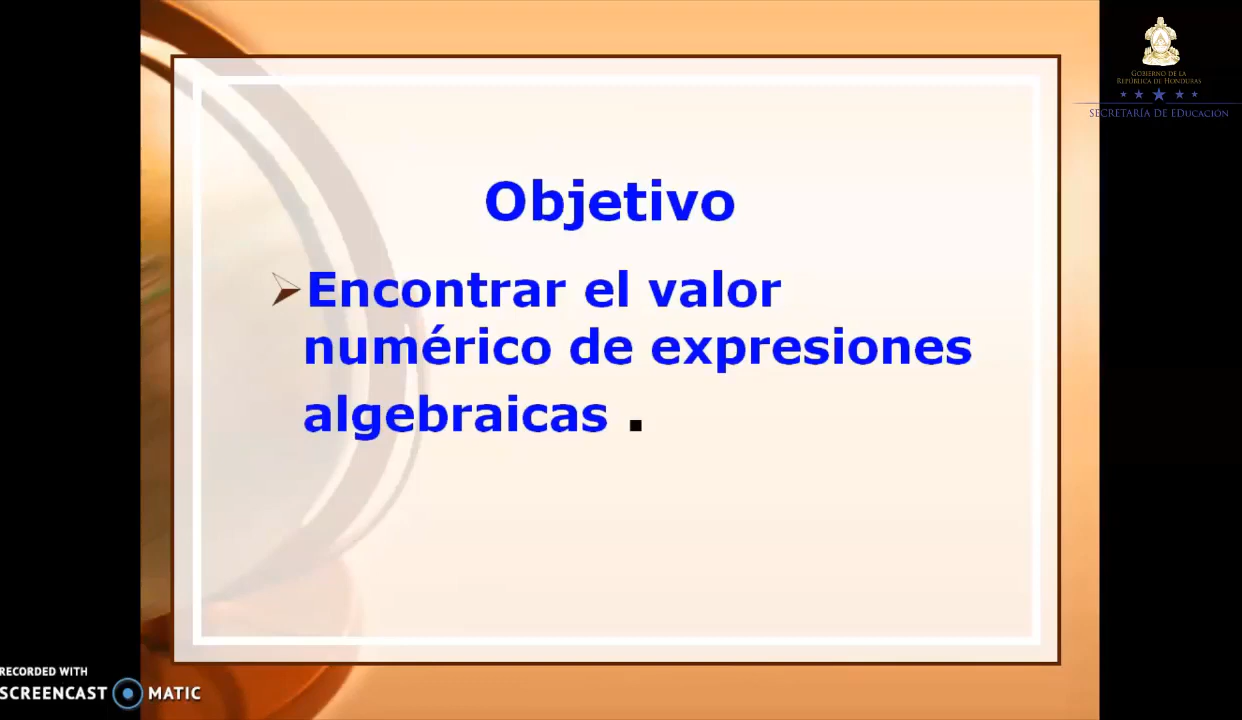 GOBIERNO DE LA
REPÚBLICA DE HONDURAS
SECRETARÍA DE EDUCACIÓN
Objetivo
Encontrar el valor
numérico de expresiones
algebraicas .
RECORDED WITH
SCREENCAST MATIC